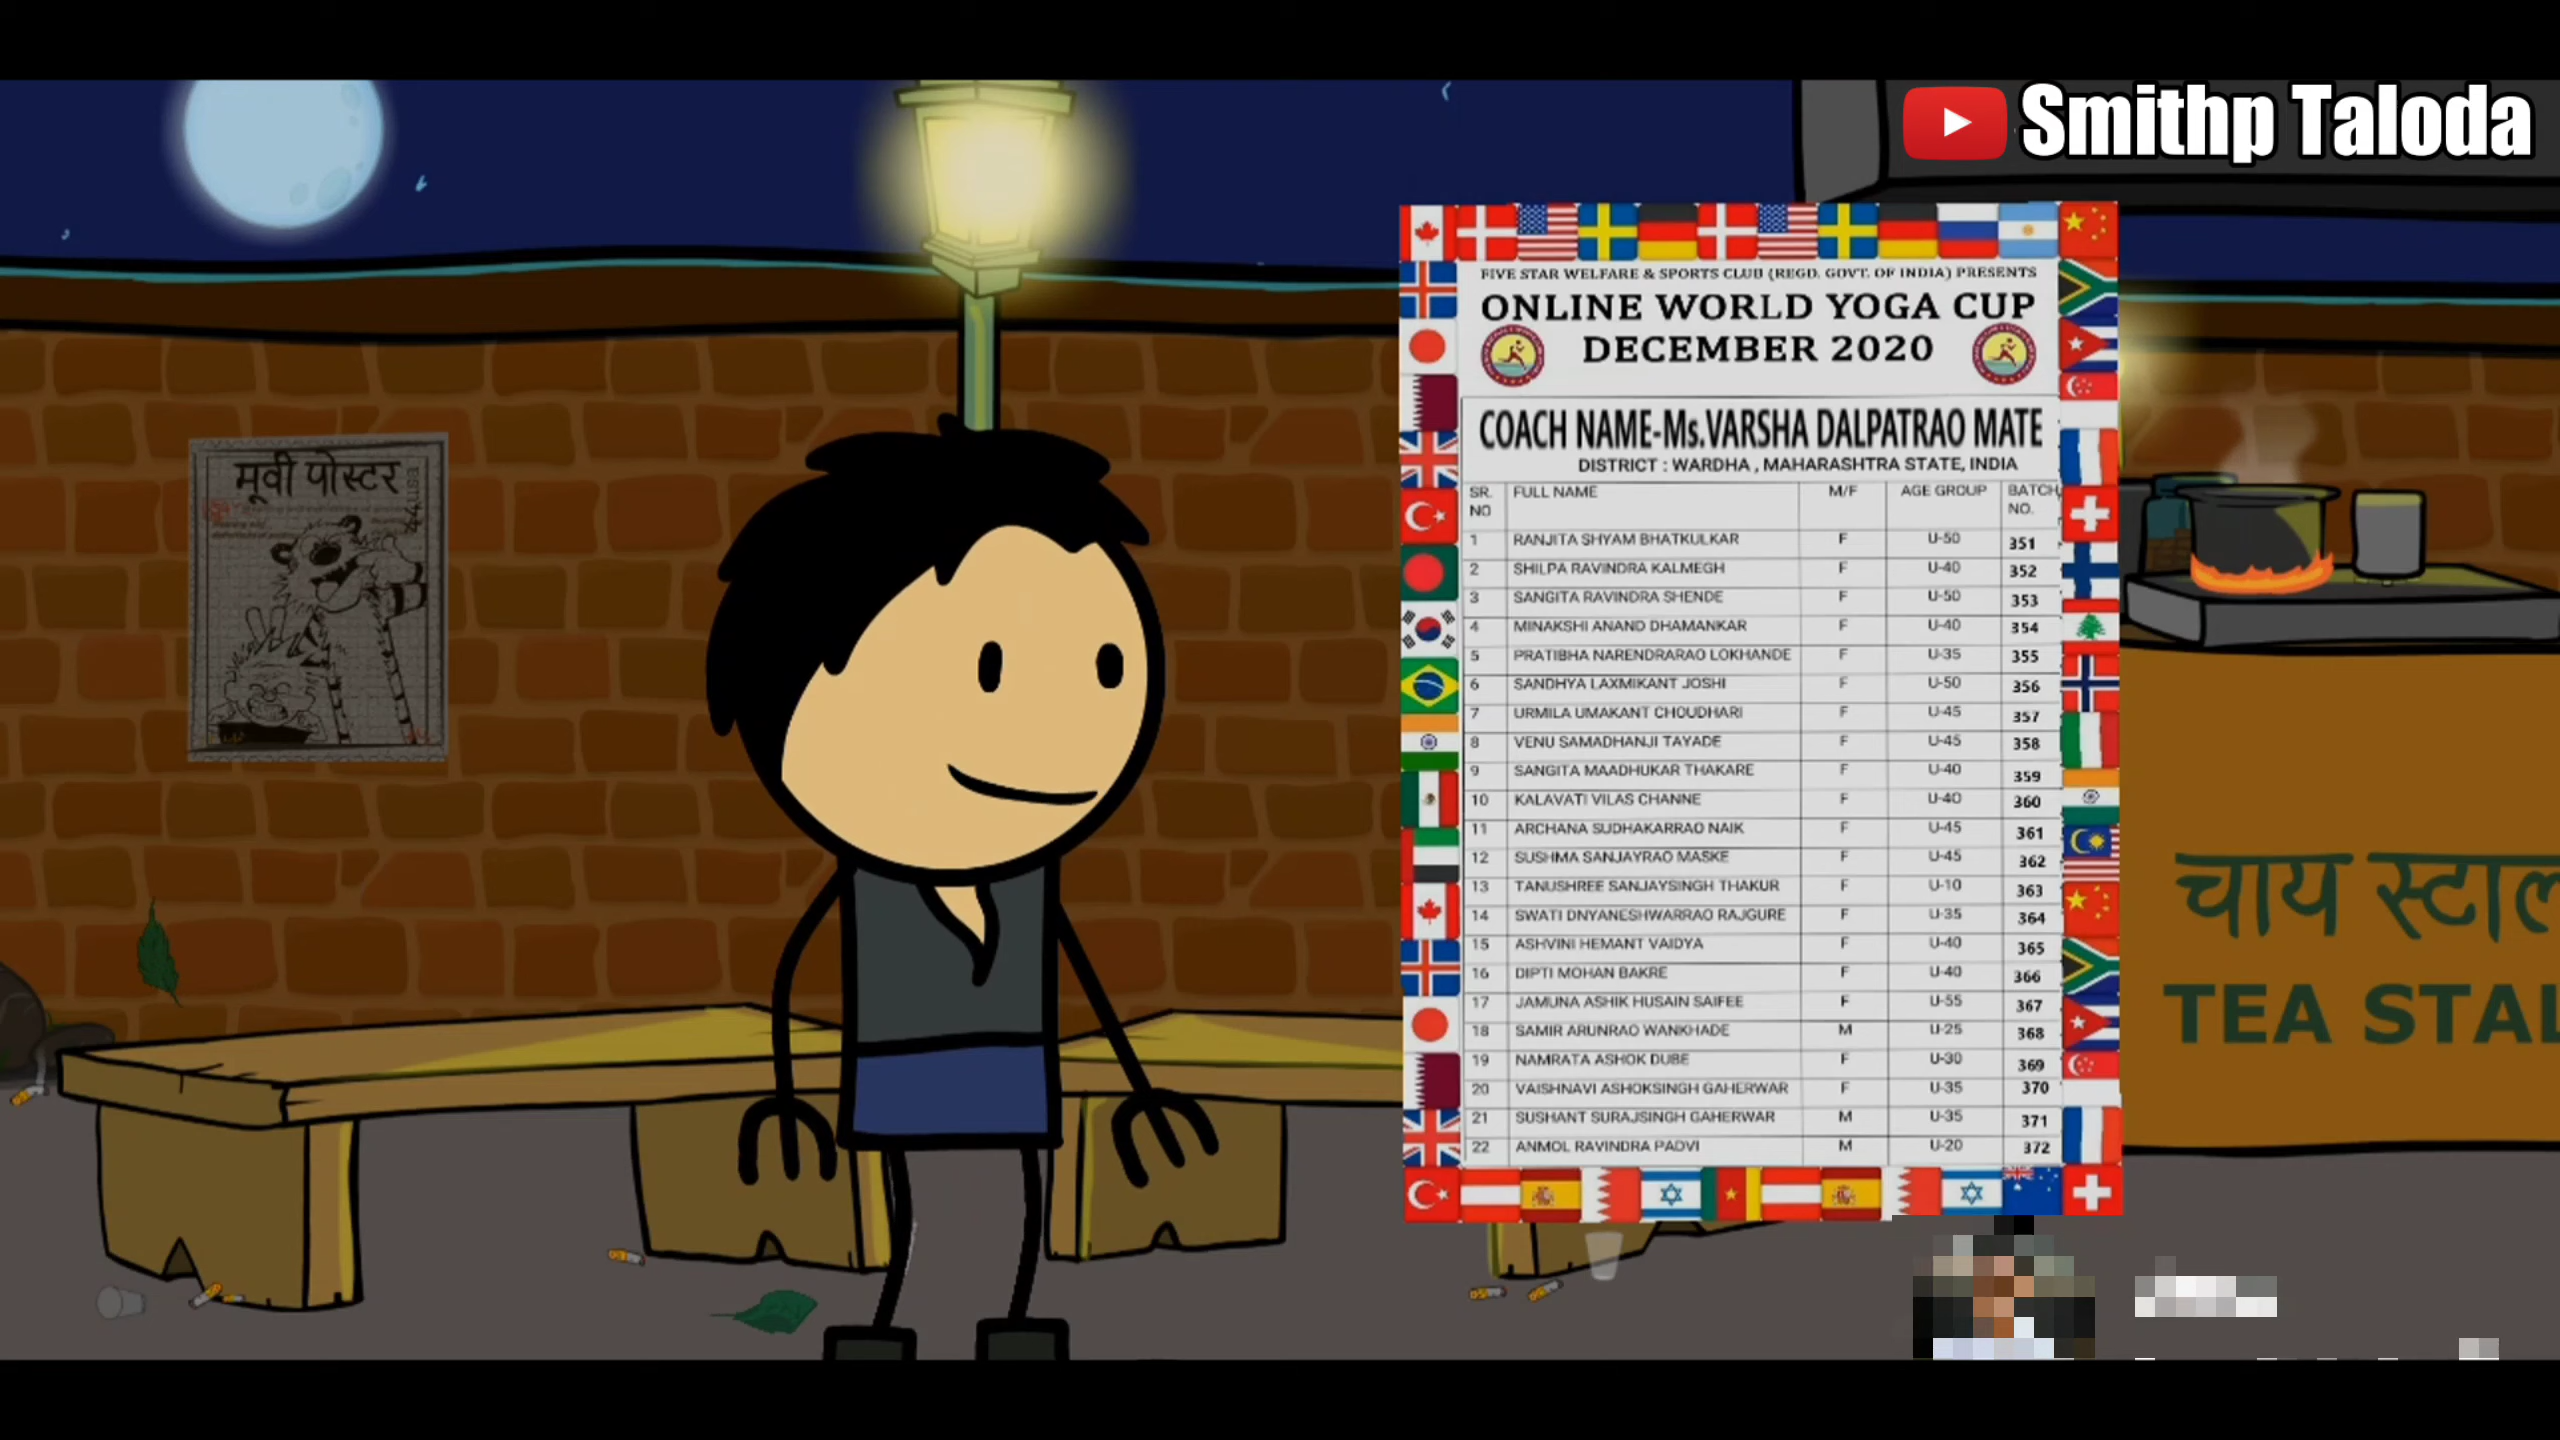 Smithp Taloda
मूवी पोस्टर
FIVE STAR WELFARE & SPORTS CLUB (REGD. GOVT. OF INDIA) PRESENTS
ONLINE WORLD YOGA CUP
DECEMBER 2020
COACH NAME-Ms.VARSHA DALPATRAO MATE
DISTRICT : WARDHA , MAHARASHTRA STATE, INDIA
SR. NO FULL NAME M/F AGE GROUP BATCH NO.
1 RANJITA SHYAM BHATKULKAR F U-50 351
2 SHILPA RAVINDRA KALMEGH F U-40 352
3 SANGITA RAVINDRA SHENDE F U-50 353
4 MINAKSHI ANAND DHAMANKAR F U-40 354
5 PRATIBHA NARENDRARAO LOKHANDE F U-35 355
6 SANDHYA LAXMIKANT JOSHI F U-50 356
7 URMILA UMAKANT CHOUDHARI F U-45 357
8 VENU SAMADHANJI TAYADE F U-45 358
9 SANGITA MAADHUKAR THAKARE F U-40 359
10 KALAVATI VILAS CHANNE F U-40 360
11 ARCHANA SUDHAKARRAO NAIK F U-45 361
12 SUSHMA SANJAYRAO MASKE F U-45 362
13 TANUSHREE SANJAYSINGH THAKUR F U-10 363
14 SWATI DNYANESHWARRAO RAJGURE F U-35 364
15 ASHVINI HEMANT VAIDYA F U-40 365
16 DIPTI MOHAN BAKRE F U-40 366
17 JAMUNA ASHIK HUSAIN SAIFEE F U-55 367
18 SAMIR ARUNRAO WANKHADE M U-25 368
19 NAMRATA ASHOK DUBE F U-30 369
20 VAISHNAVI ASHOKSINGH GAHERWAR F U-35 370
21 SUSHANT SURAJSINGH GAHERWAR M U-35 371
22 ANMOL RAVINDRA PADVI M U-20 372
चाय स्टाल
TEA STAL